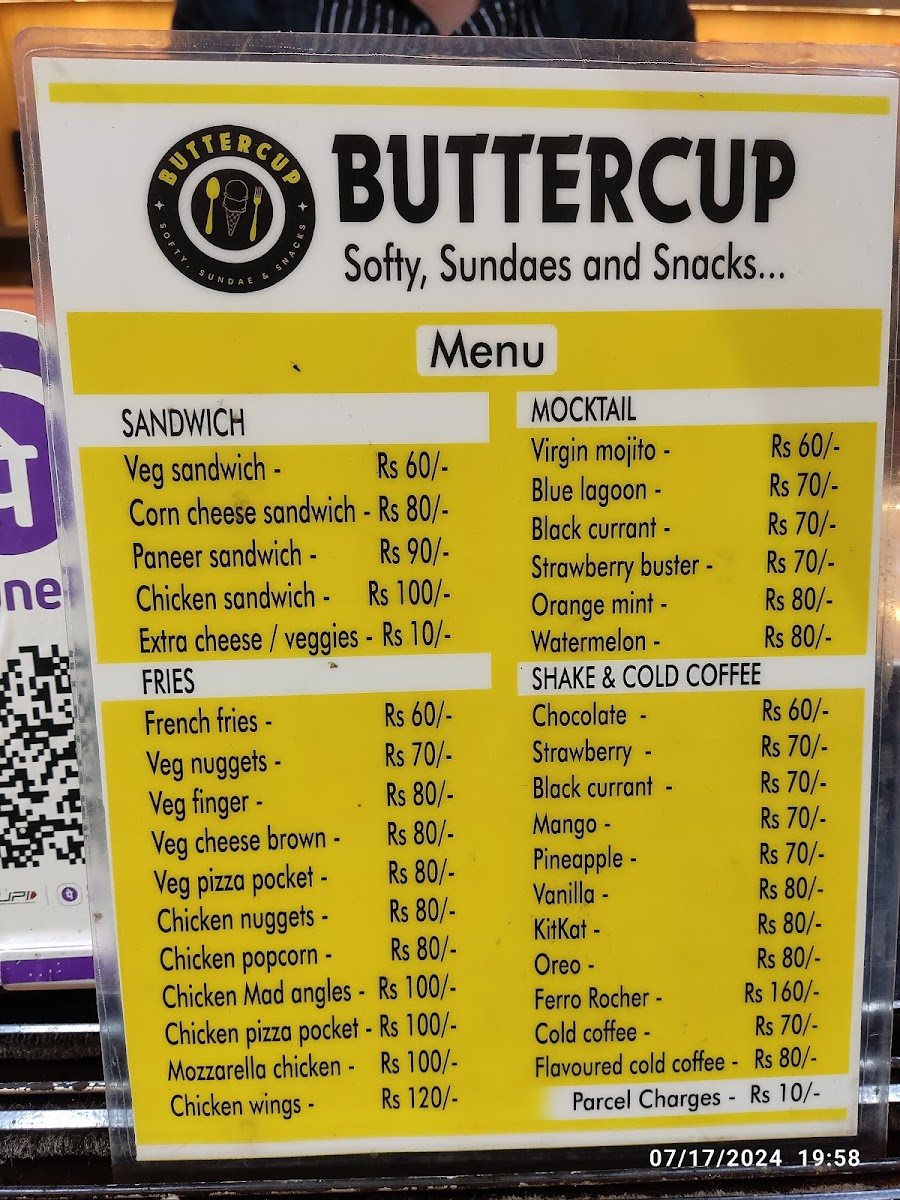 BUTTERCUP
SOFTY, SUNDAE & SNACKS
BUTTERCUP
Softy, Sundaes and Snacks...
Menu
SANDWICH
Veg sandwich - Rs 60/-
Corn cheese sandwich - Rs 80/-
Paneer sandwich - Rs 90/-
Chicken sandwich - Rs 100/-
Extra cheese / veggies - Rs 10/-
FRIES
French fries - Rs 60/-
Veg nuggets - Rs 70/-
Veg finger - Rs 80/-
Veg cheese brown - Rs 80/-
Veg pizza pocket - Rs 80/-
Chicken nuggets - Rs 80/-
Chicken popcorn - Rs 80/-
Chicken Mad angles - Rs 100/-
Chicken pizza pocket - Rs 100/-
Mozzarella chicken - Rs 100/-
Chicken wings - Rs 120/-
MOCKTAIL
Virgin mojito - Rs 60/-
Blue lagoon - Rs 70/-
Black currant - Rs 70/-
Strawberry buster - Rs 70/-
Orange mint - Rs 80/-
Watermelon - Rs 80/-
SHAKE & COLD COFFEE
Chocolate - Rs 60/-
Strawberry - Rs 70/-
Black currant - Rs 70/-
Mango - Rs 70/-
Pineapple - Rs 70/-
Vanilla - Rs 80/-
KitKat - Rs 80/-
Oreo - Rs 80/-
Ferro Rocher - Rs 160/-
Cold coffee - Rs 70/-
Flavoured cold coffee - Rs 80/-
Parcel Charges - Rs 10/-
पे
one
UPI
07/17/2024 19:58